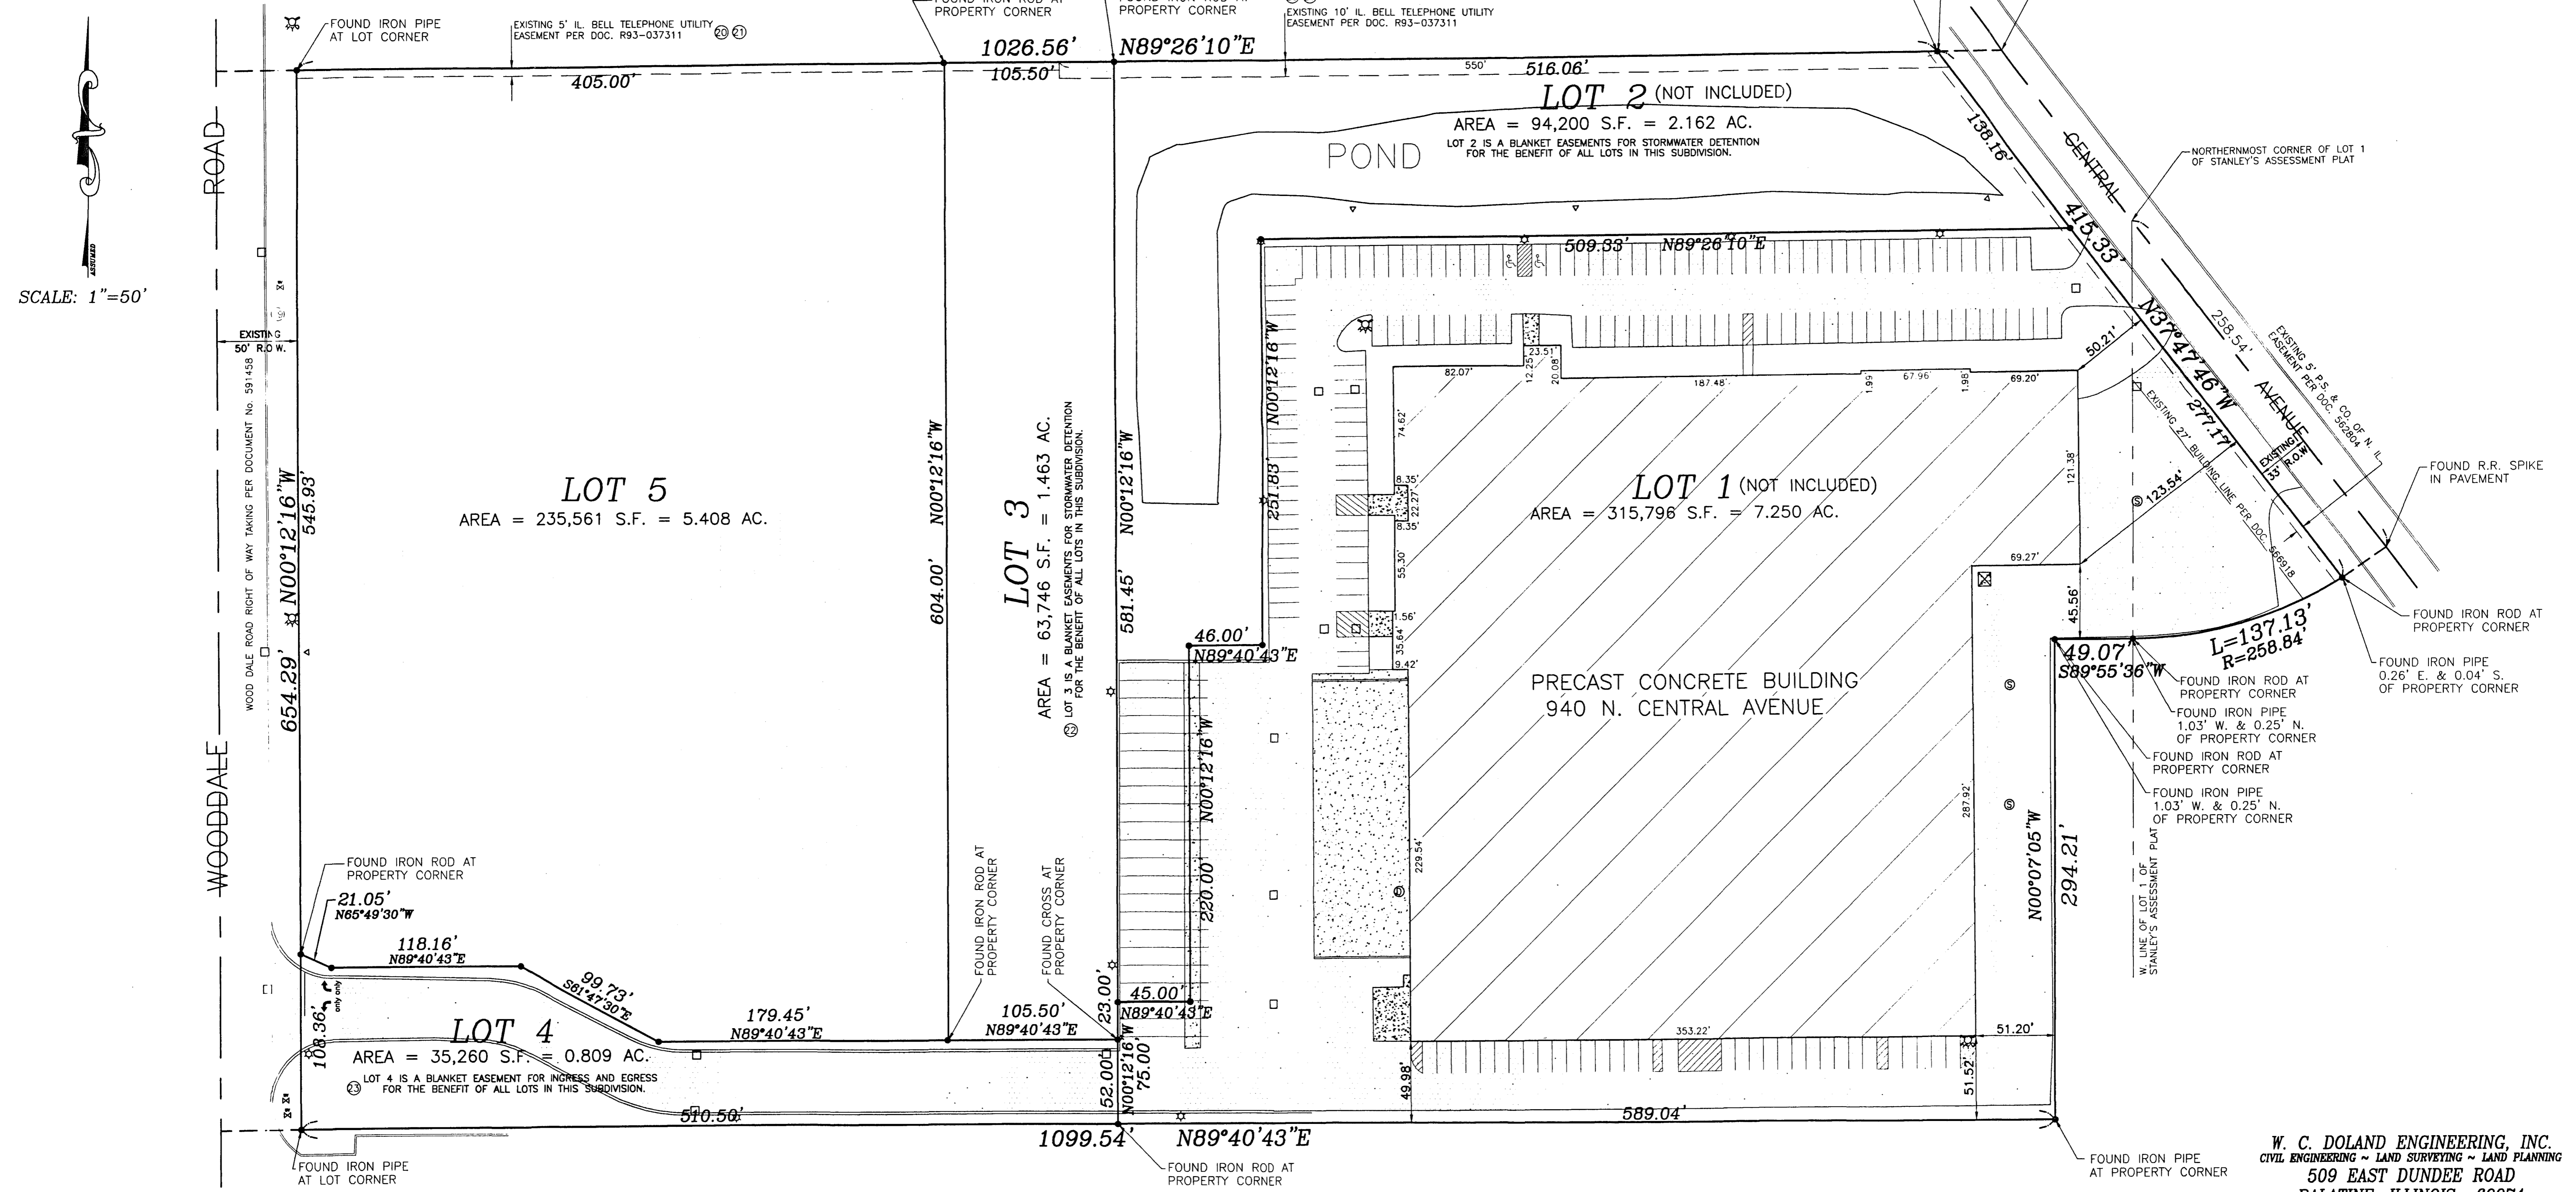 FOUND IRON PIPE
AT LOT CORNER
EXISTING 5' IL. BELL TELEPHONE UTILITY
EASEMENT PER DOC. R93-037311
20 21
FOUND IRON ROD AT
PROPERTY CORNER
FOUND IRON ROD AT
PROPERTY CORNER
EXISTING 10' IL. BELL TELEPHONE UTILITY
EASEMENT PER DOC. R93-037311
1026.56' N89°26'10"E
405.00'
105.50'
550'
516.06'
ASSUMED
SCALE: 1"=50'
ROAD
WOODDALE
EXISTING
50' R.O.W.
WOOD DALE ROAD RIGHT OF WAY TAKING PER DOCUMENT No. 591458
N00°12'16"W
545.93'
654.29'
LOT 5
AREA = 235,561 S.F. = 5.408 AC.
N00°12'16"W
604.00'
LOT 3
AREA = 63,746 S.F. = 1.463 AC.
22 LOT 3 IS A BLANKET EASEMENTS FOR STORMWATER DETENTION
FOR THE BENEFIT OF ALL LOTS IN THIS SUBDIVISION.
N00°12'16"W
581.45'
LOT 2 (NOT INCLUDED)
AREA = 94,200 S.F. = 2.162 AC.
LOT 2 IS A BLANKET EASEMENTS FOR STORMWATER DETENTION
FOR THE BENEFIT OF ALL LOTS IN THIS SUBDIVISION.
POND
138.16'
CENTRAL
AVENUE
NORTHERNMOST CORNER OF LOT 1
OF STANLEY'S ASSESSMENT PLAT
415.33'
N37°47'46"W
277.17'
258.54'
EXISTING 5' P.S. & CO. OF N. IL
EASEMENT PER DOC. 562804
EXISTING
33' R.O.W
EXISTING 27' BUILDING LINE PER DOC. 566918
509.33' N89°26'10"E
N00°12'16"W
251.83'
82.07'
12.25'
23.51'
20.08'
187.48'
1.99'
67.96'
1.98'
69.20'
50.21'
74.62'
8.35'
22.27'
8.35'
55.30'
1.56'
35.64'
9.42'
121.38'
123.54'
69.27'
45.56'
LOT 1 (NOT INCLUDED)
AREA = 315,796 S.F. = 7.250 AC.
PRECAST CONCRETE BUILDING
940 N. CENTRAL AVENUE
FOUND R.R. SPIKE
IN PAVEMENT
FOUND IRON ROD AT
PROPERTY CORNER
L=137.13'
R=258.84'
FOUND IRON PIPE
0.26' E. & 0.04' S.
OF PROPERTY CORNER
49.07'
S89°55'36"W
FOUND IRON ROD AT
PROPERTY CORNER
FOUND IRON PIPE
1.03' W. & 0.25' N.
OF PROPERTY CORNER
FOUND IRON ROD AT
PROPERTY CORNER
FOUND IRON PIPE
1.03' W. & 0.25' N.
OF PROPERTY CORNER
46.00'
N89°40'43"E
N00°12'16"W
220.00'
229.54'
287.92'
N00°07'05"W
294.21'
W. LINE OF LOT 1 OF
STANLEY'S ASSESSMENT PLAT
FOUND IRON ROD AT
PROPERTY CORNER
21.05'
N65°49'30"W
118.16'
N89°40'43"E
99.73'
S61°47'30"E
179.45'
N89°40'43"E
FOUND IRON ROD AT
PROPERTY CORNER
FOUND CROSS AT
PROPERTY CORNER
105.50'
N89°40'43"E
23.00'
45.00'
N89°40'43"E
only only
108.36'
LOT 4
AREA = 35,260 S.F. = 0.809 AC.
23 LOT 4 IS A BLANKET EASEMENT FOR INGRESS AND EGRESS
FOR THE BENEFIT OF ALL LOTS IN THIS SUBDIVISION.
52.00'
N00°12'16"W
75.00'
353.22'
49.98'
51.20'
51.52'
510.50'
589.04'
1099.54' N89°40'43"E
FOUND IRON PIPE
AT LOT CORNER
FOUND IRON ROD AT
PROPERTY CORNER
FOUND IRON PIPE
AT PROPERTY CORNER
W. C. DOLAND ENGINEERING, INC.
CIVIL ENGINEERING ~ LAND SURVEYING ~ LAND PLANNING
509 EAST DUNDEE ROAD
PALATINE, ILLINOIS